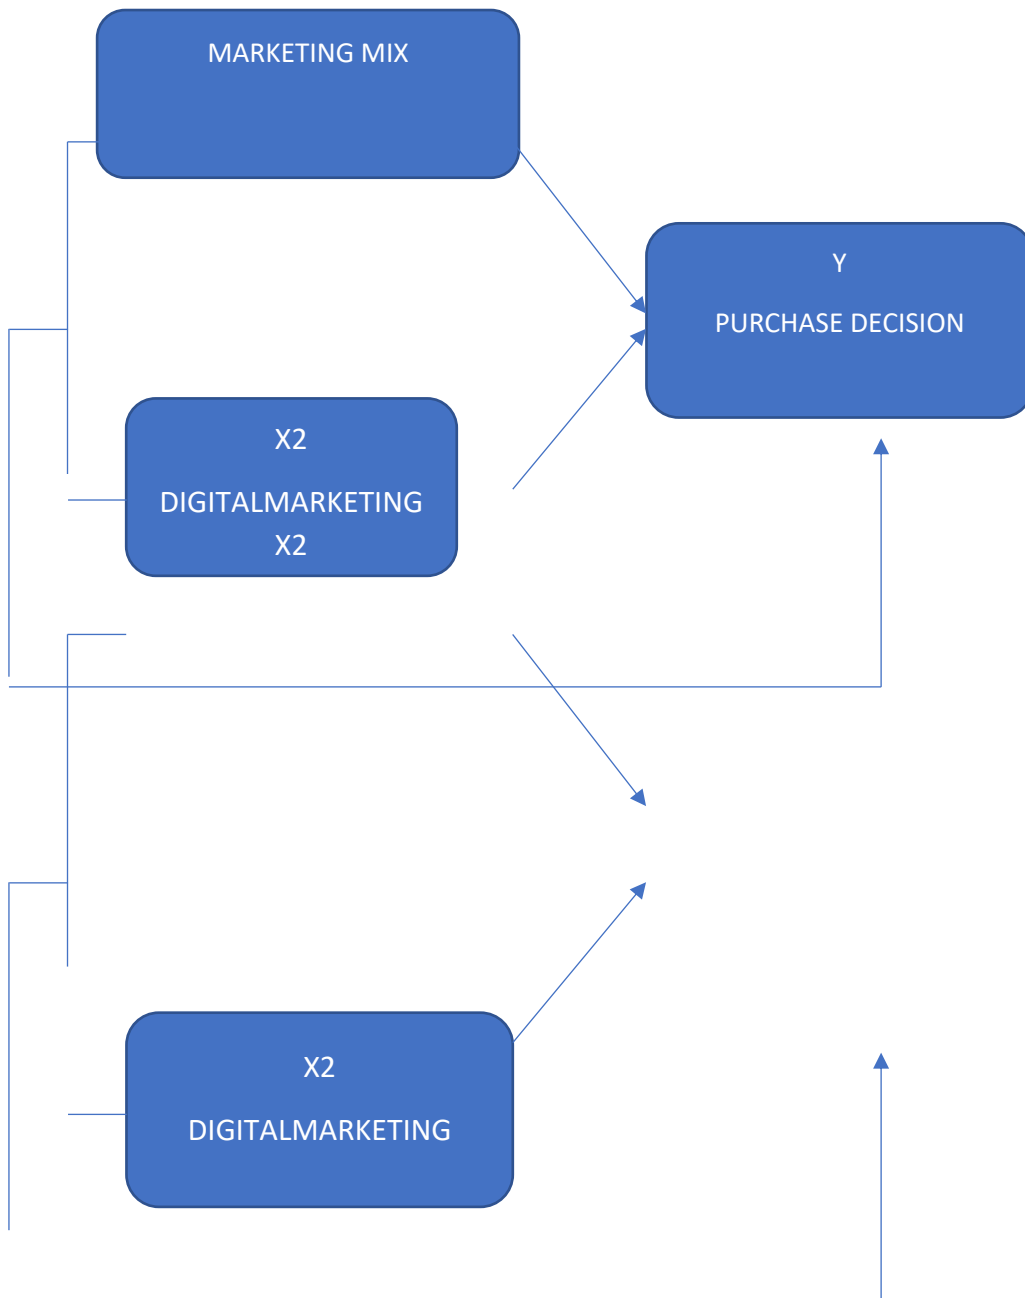 MARKETING MIX
Y
PURCHASE DECISION
X2
DIGITALMARKETING
X2
X2
DIGITALMARKETING